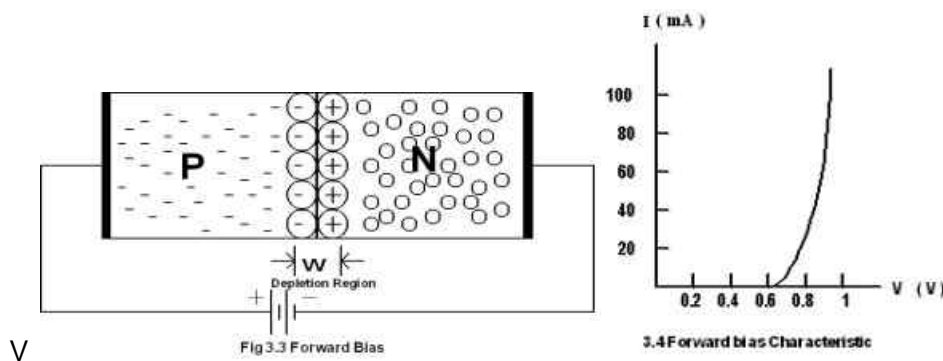 P
N
- +
- +
- +
- +
- +
W
Depletion Region
+ -
Fig 3.3 Forward Bias
V
I ( mA )
100
80
60
40
20
0.2 0.4 0.6 0.8 1
V (V)
3.4 Forward bias Characteristic